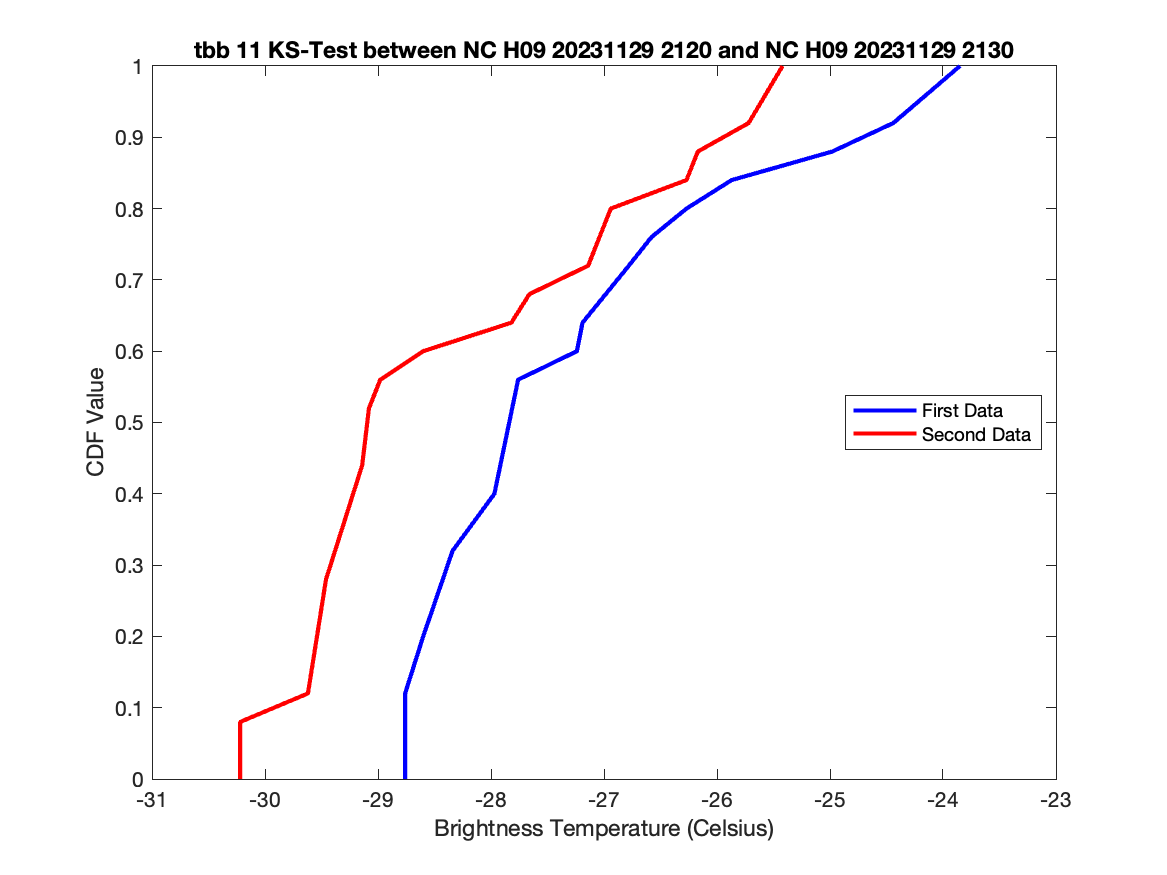 tbb 11 KS-Test between NC H09 20231129 2120 and NC H09 20231129 2130
1
0.9
0.8
0.7
0.6
0.5
0.4
0.3
0.2
0.1
0
CDF Value
First Data
Second Data
-31 -30 -29 -28 -27 -26 -25 -24 -23
Brightness Temperature (Celsius)